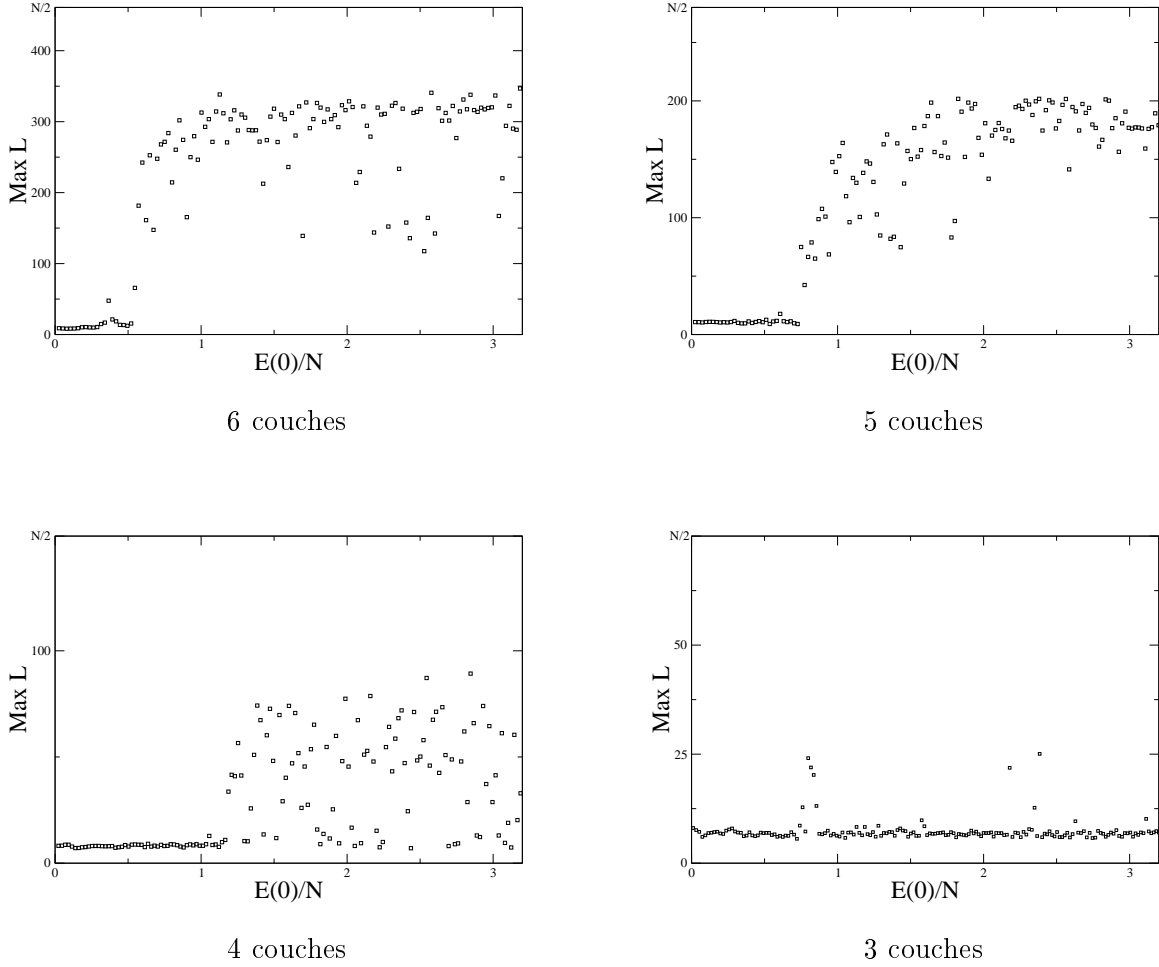 N/2
400
300
200
100
0
Max L
0 1 2 3
E(0)/N
6 couches
N/2
200
100
0
Max L
0 1 2 3
E(0)/N
5 couches
N/2
100
0
Max L
0 1 2 3
E(0)/N
4 couches
N/2
50
25
0
Max L
0 1 2 3
E(0)/N
3 couches